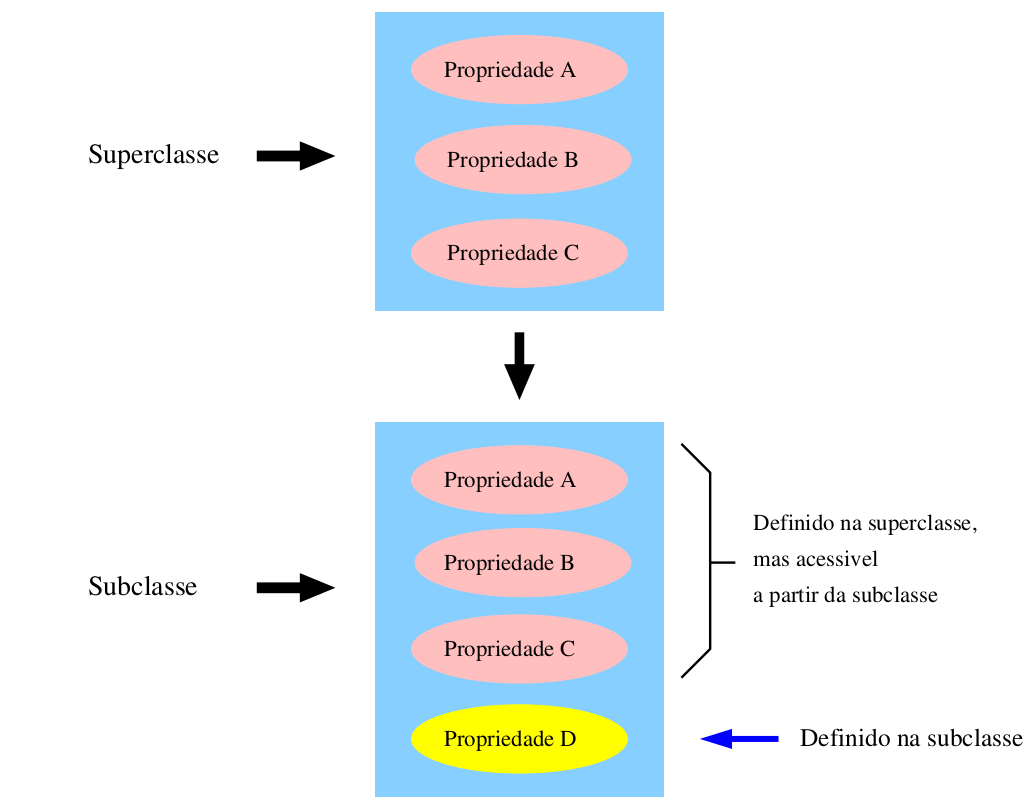 Propriedade A
Superclasse
Propriedade B
Propriedade C
Subclasse
Propriedade A
Propriedade B
Propriedade C
Propriedade D
Definido na superclasse,
mas acessivel
a partir da subclasse
Definido na subclasse